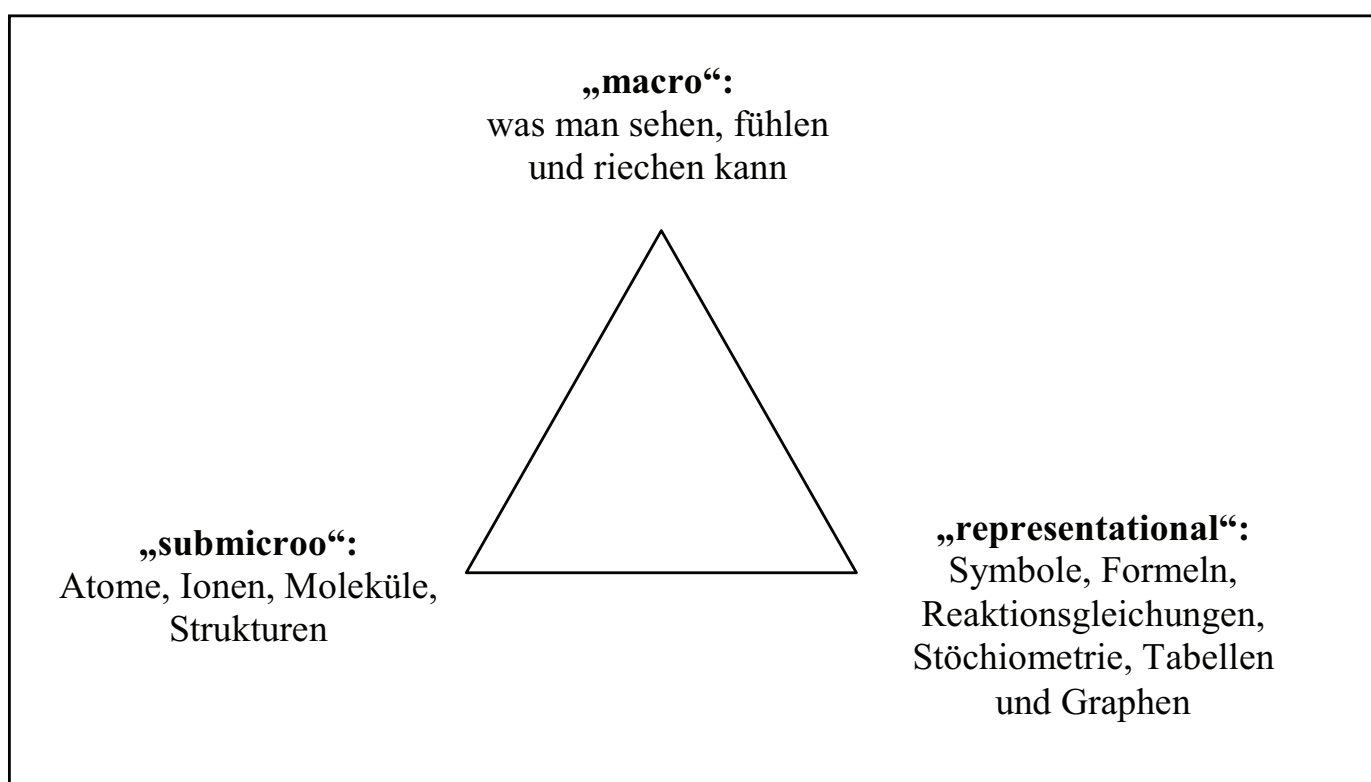 „macro“:
was man sehen, fühlen
und riechen kann
„submicroo“:
Atome, Ionen, Moleküle,
Strukturen
„representational“:
Symbole, Formeln,
Reaktionsgleichungen,
Stöchiometrie, Tabellen
und Graphen